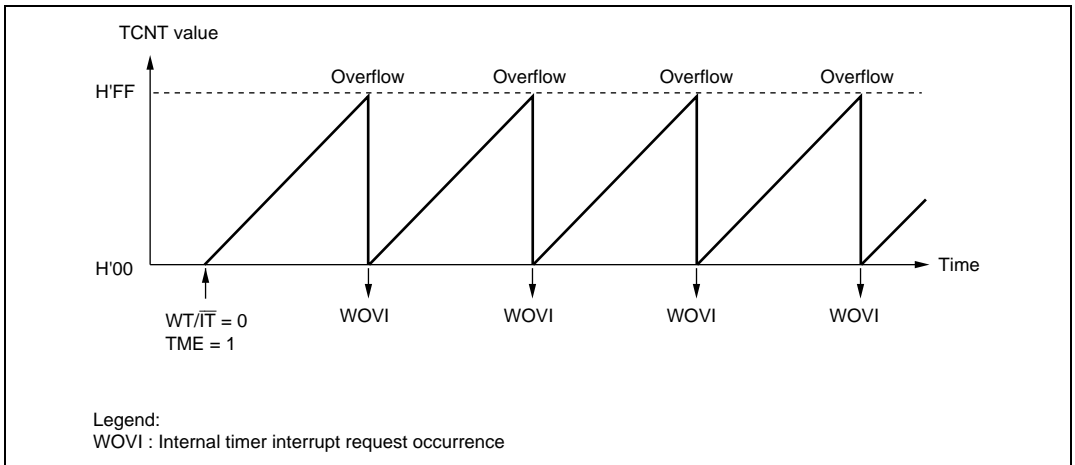 TCNT value
Overflow Overflow Overflow Overflow
H'FF
H'00
Time
WT/I̅T̅ = 0
TME = 1
WOVI WOVI WOVI WOVI
Legend:
WOVI : Internal timer interrupt request occurrence